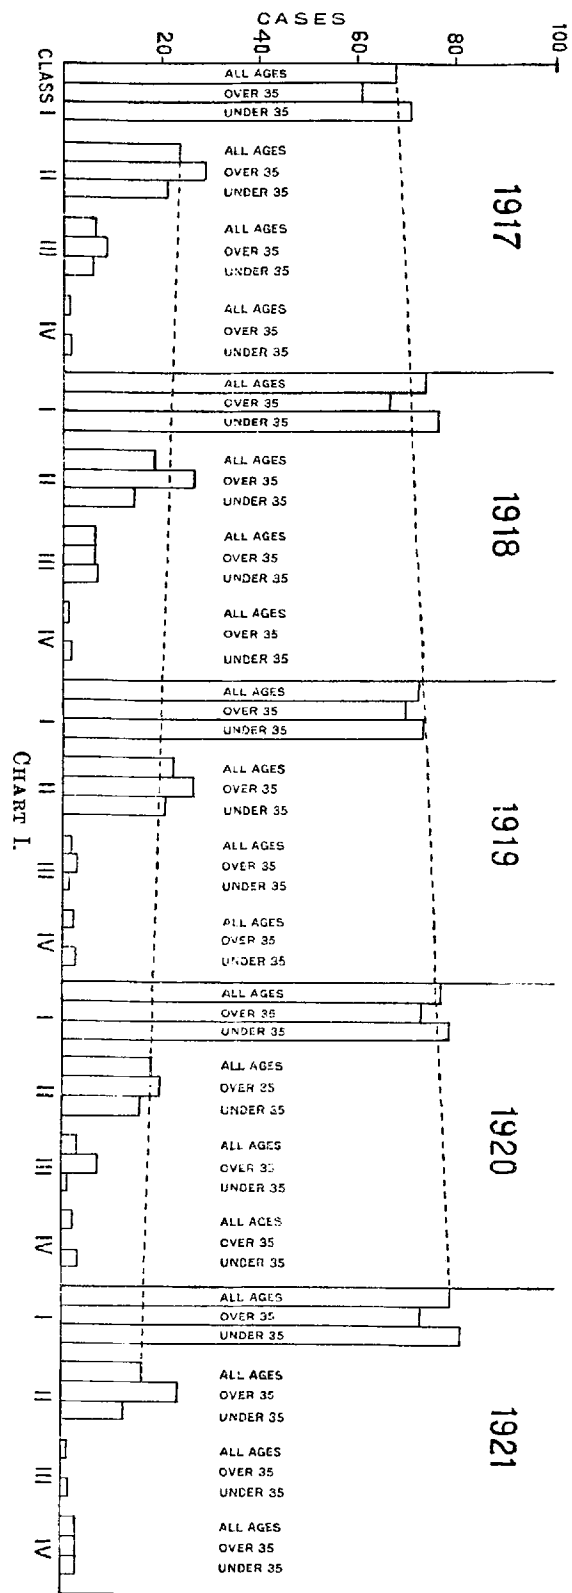 CASES
20
40
60
80
100
CLASS I
ALL AGES
OVER 35
UNDER 35
1917
II
ALL AGES
OVER 35
UNDER 35
III
ALL AGES
OVER 35
UNDER 35
IV
ALL AGES
OVER 35
UNDER 35
I
ALL AGES
OVER 35
UNDER 35
1918
II
ALL AGES
OVER 35
UNDER 35
III
ALL AGES
OVER 35
UNDER 35
IV
ALL AGES
OVER 35
UNDER 35
I
ALL AGES
OVER 35
UNDER 35
1919
II
ALL AGES
OVER 35
UNDER 35
III
ALL AGES
OVER 35
UNDER 35
IV
ALL AGES
OVER 35
UNDER 35
I
ALL AGES
OVER 35
UNDER 35
1920
II
ALL AGES
OVER 35
UNDER 35
III
ALL AGES
OVER 35
UNDER 35
IV
ALL AGES
OVER 35
UNDER 35
I
ALL AGES
OVER 35
UNDER 35
1921
II
ALL AGES
OVER 35
UNDER 35
III
ALL AGES
OVER 35
UNDER 35
IV
ALL AGES
OVER 35
UNDER 35
CHART I.